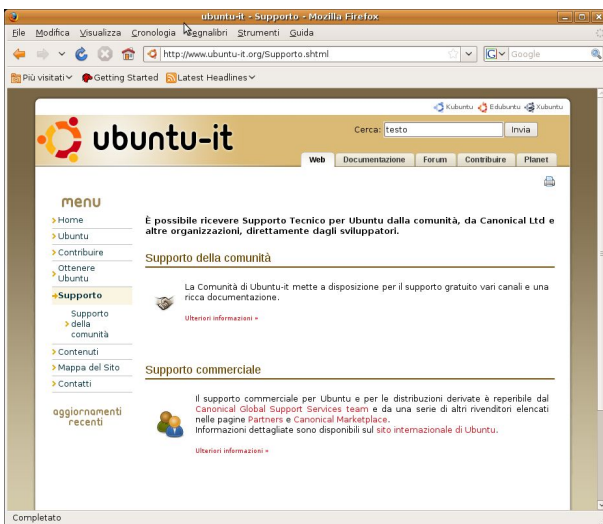 ubuntu-it - Supporto - Mozilla Firefox
File Modifica Visualizza Cronologia Segnalibri Strumenti Guida
http://www.ubuntu-it.org/Supporto.shtml
G Google
Più visitati Getting Started Latest Headlines
Kubuntu Edubuntu Xubuntu
ubuntu-it
Cerca: testo Invia
Web Documentazione Forum Contribuire Planet
menu
Home
Ubuntu
Contribuire
Ottenere
Ubuntu
Supporto
Supporto
della
comunità
Contenuti
Mappa del Sito
Contatti
aggiornamenti
recenti
È possibile ricevere Supporto Tecnico per Ubuntu dalla comunità, da Canonical Ltd e
altre organizzazioni, direttamente dagli sviluppatori.
Supporto della comunità
La Comunità di Ubuntu-it mette a disposizione per il supporto gratuito vari canali e una
ricca documentazione.
Ulteriori informazioni »
Supporto commerciale
Il supporto commerciale per Ubuntu e per le distribuzioni derivate è reperibile dal
Canonical Global Support Services team e da una serie di altri rivenditori elencati
nelle pagine Partners e Canonical Marketplace.
Informazioni dettagliate sono disponibili sul sito internazionale di Ubuntu.
Ulteriori informazioni »
Completato